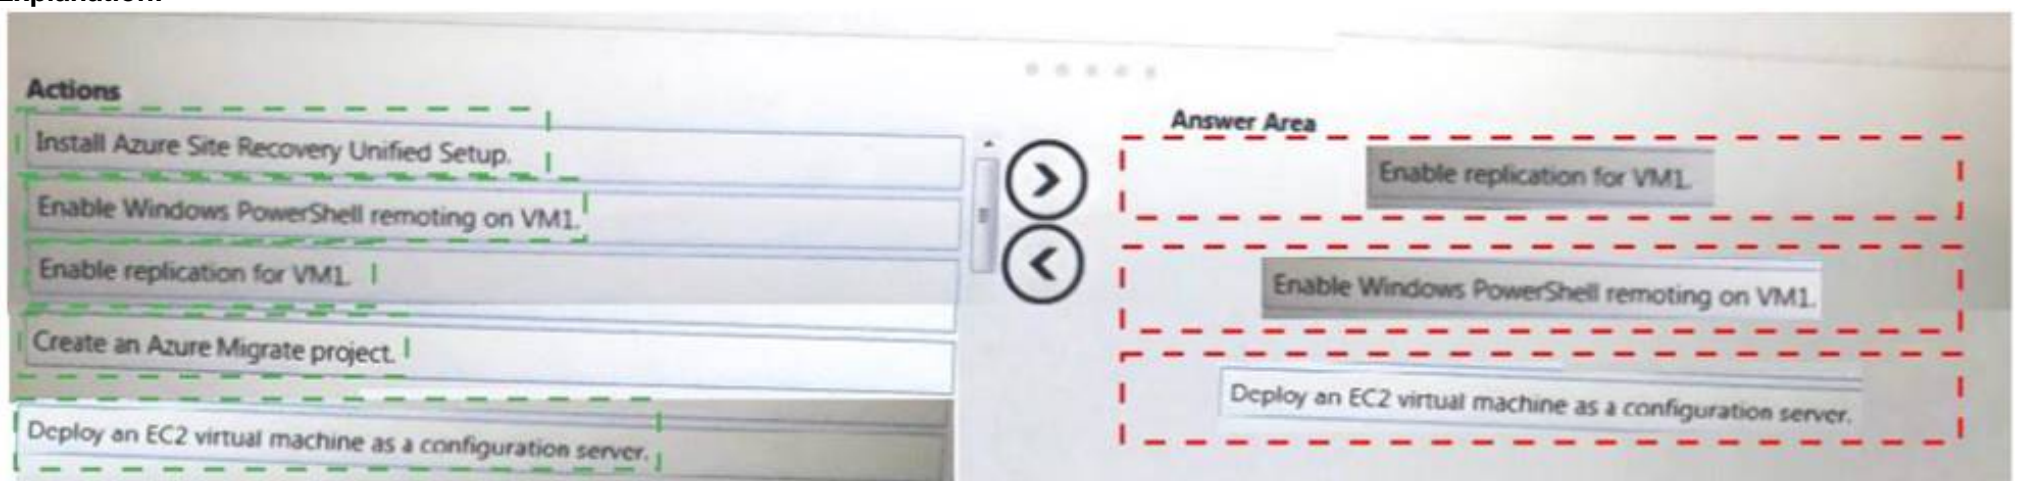 Explanation:
Actions
Install Azure Site Recovery Unified Setup.
Enable Windows PowerShell remoting on VM1.
Enable replication for VM1.
Create an Azure Migrate project.
Deploy an EC2 virtual machine as a configuration server.
Answer Area
Enable replication for VM1.
Enable Windows PowerShell remoting on VM1.
Deploy an EC2 virtual machine as a configuration server.